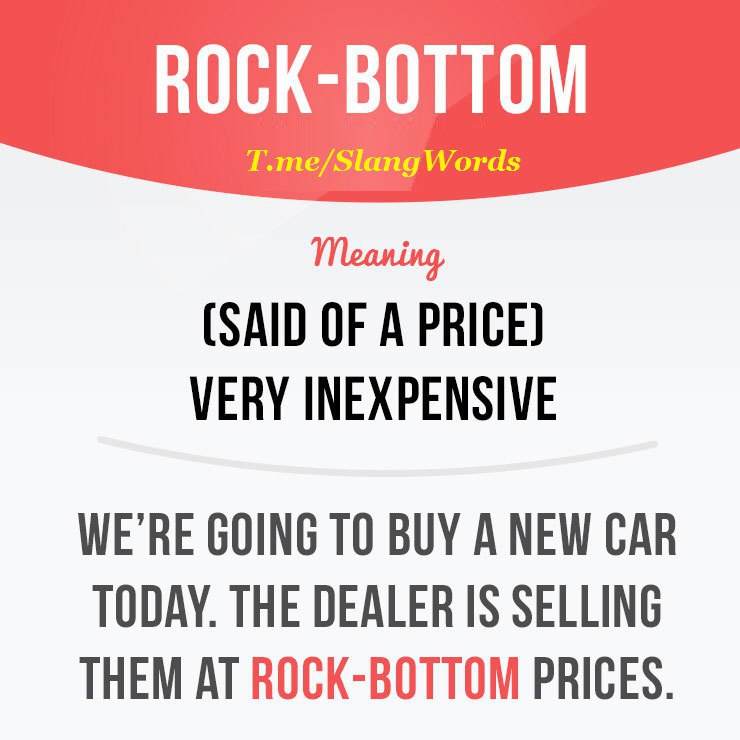 ROCK-BOTTOM
T.me/SlangWords
Meaning
(SAID OF A PRICE)
VERY INEXPENSIVE
WE’RE GOING TO BUY A NEW CAR
TODAY. THE DEALER IS SELLING
THEM AT ROCK-BOTTOM PRICES.